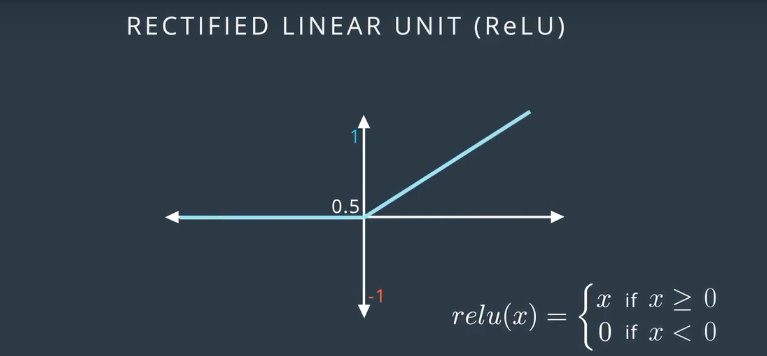 RECTIFIED LINEAR UNIT (ReLU)
1
0.5
-1
relu(x) = { x if x ≥ 0
0 if x < 0